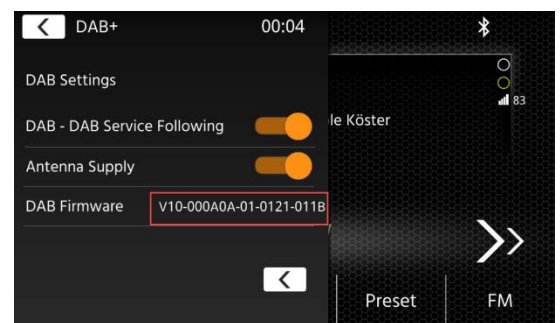 DAB+ 00:04
83
DAB Settings
DAB - DAB Service Following
le Köster
Antenna Supply
DAB Firmware V10-000A0A-01-0121-011B
Preset FM